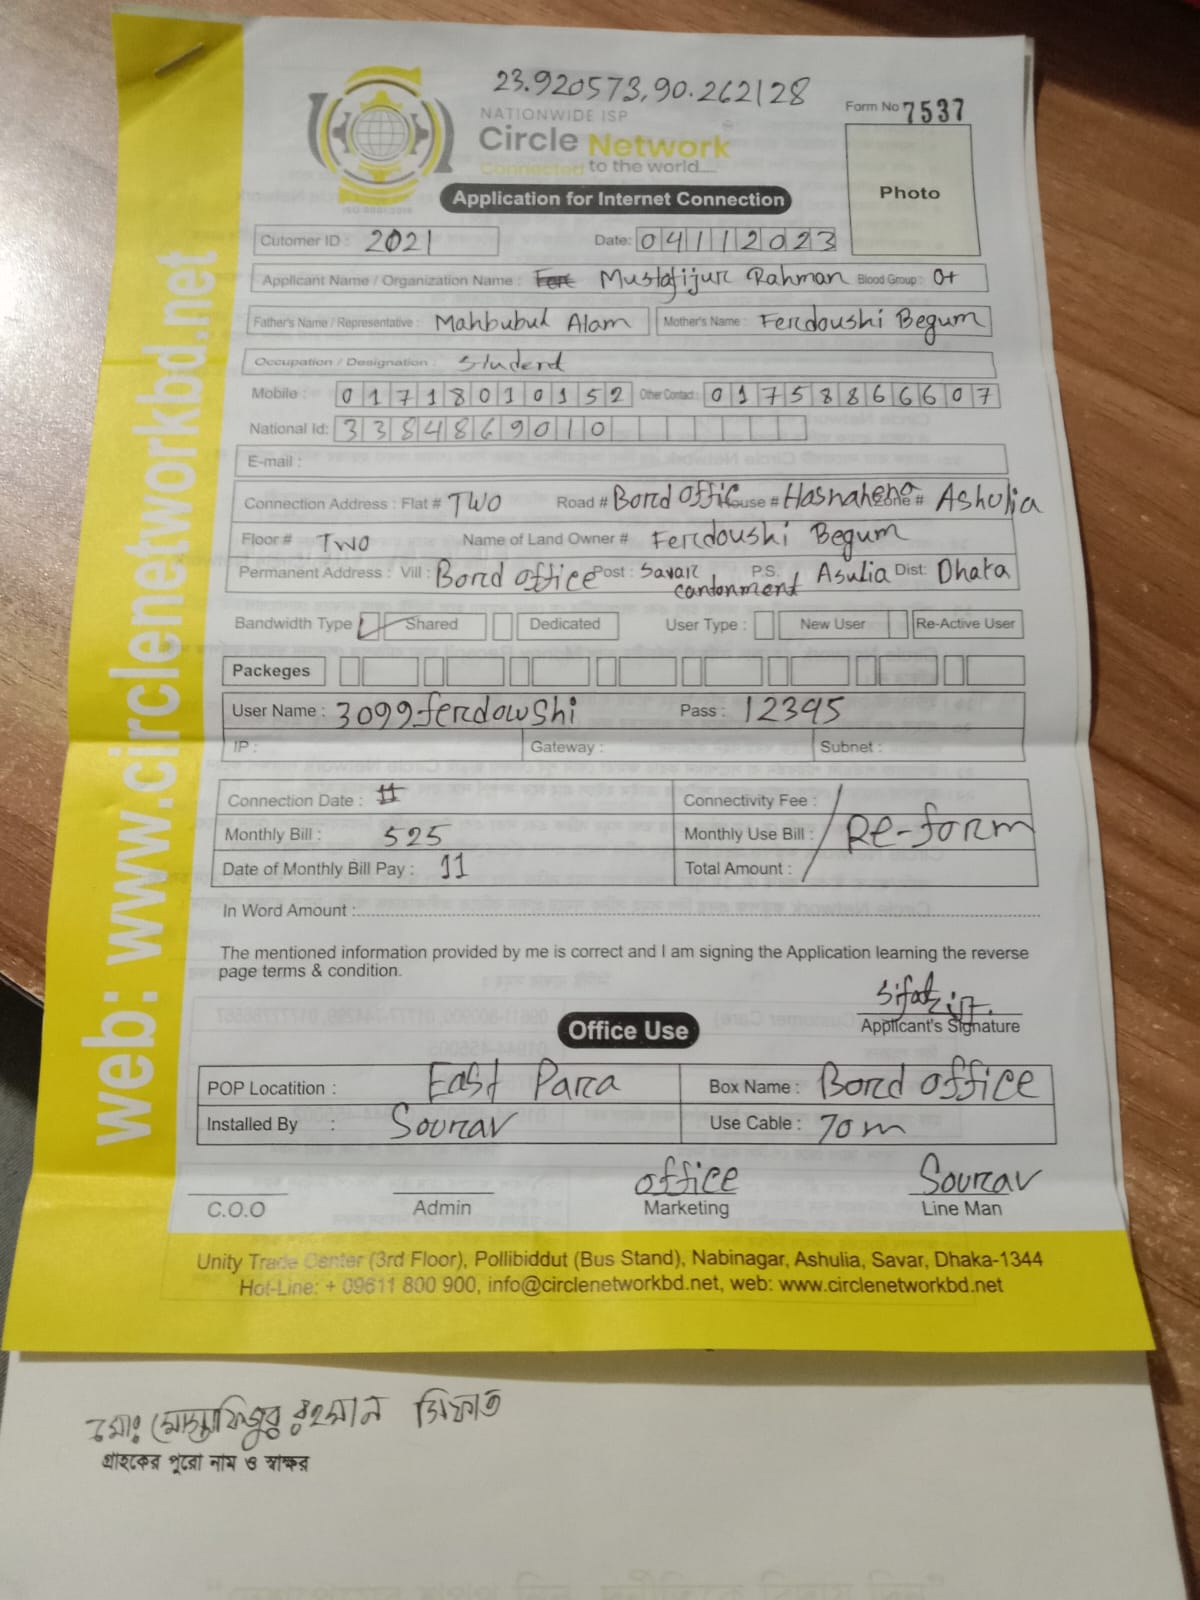 23.920573,90.262128
NATIONWIDE ISP
Form No 7537
Circle Network
Connected to the world....
ISO 9001:2015
Photo
Application for Internet Connection
Cutomer ID : 2021 Date: 04112023
Applicant Name / Organization Name : Mustafijur Rahman Blood Group : O+
Father's Name / Representative : Mahbubul Alam Mother's Name : Ferdoushi Begum
Occupation / Designation : Student
Mobile : 01718010152 Other Contact : 01758866607
National Id: 3384869010
E-mail :
Connection Address : Flat # TWO Road # Bord office House # Hasnahena Zone # Ashulia
Floor # Two Name of Land Owner # Ferdoushi Begum
Permanent Address : Vill : Bord office Post : Savar cantonment P.S. Asulia Dist: Dhaka
Bandwidth Type Shared Dedicated User Type : New User Re-Active User
Packeges
User Name : 3099ferdowshi Pass : 12345
IP : Gateway : Subnet :
Connection Date : # Connectivity Fee :
Monthly Bill : 525 Monthly Use Bill : Re-form
Date of Monthly Bill Pay : 11 Total Amount :
In Word Amount :
The mentioned information provided by me is correct and I am signing the Application learning the reverse
page terms & condition.
Sifat
Applicant's Signature
Office Use
POP Locatition : East Para Box Name : Bord office
Installed By : Sourav Use Cable : 70m
office Sourav
C.O.O Admin Marketing Line Man
Unity Trade Center (3rd Floor), Pollibiddut (Bus Stand), Nabinagar, Ashulia, Savar, Dhaka-1344
Hot-Line: + 09611 800 900, info@circlenetworkbd.net, web: www.circlenetworkbd.net
web: www.circlenetworkbd.net
মোঃ মোস্তাফিজুর রহমান সিফাত
গ্রাহকের পুরো নাম ও স্বাক্ষর